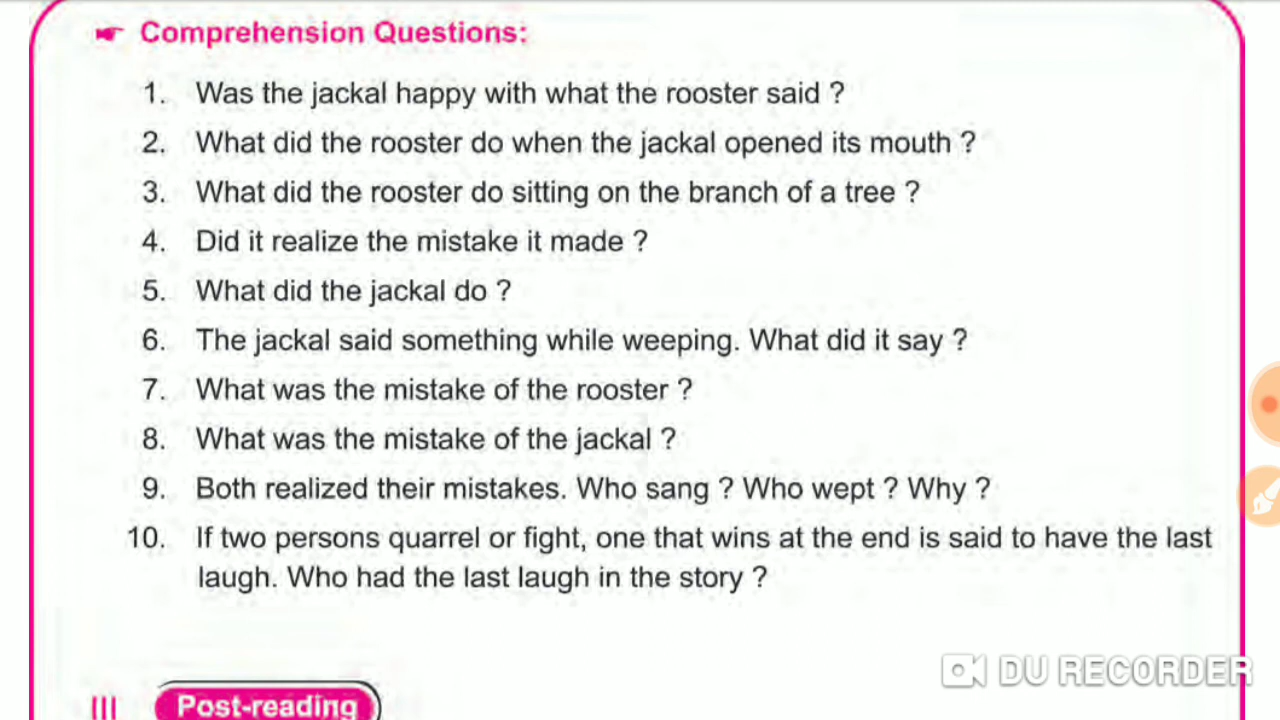 ☛ Comprehension Questions:
1. Was the jackal happy with what the rooster said ?
2. What did the rooster do when the jackal opened its mouth ?
3. What did the rooster do sitting on the branch of a tree ?
4. Did it realize the mistake it made ?
5. What did the jackal do ?
6. The jackal said something while weeping. What did it say ?
7. What was the mistake of the rooster ?
8. What was the mistake of the jackal ?
9. Both realized their mistakes. Who sang ? Who wept ? Why ?
10. If two persons quarrel or fight, one that wins at the end is said to have the last
laugh. Who had the last laugh in the story ?
DU RECORDER
III Post-reading